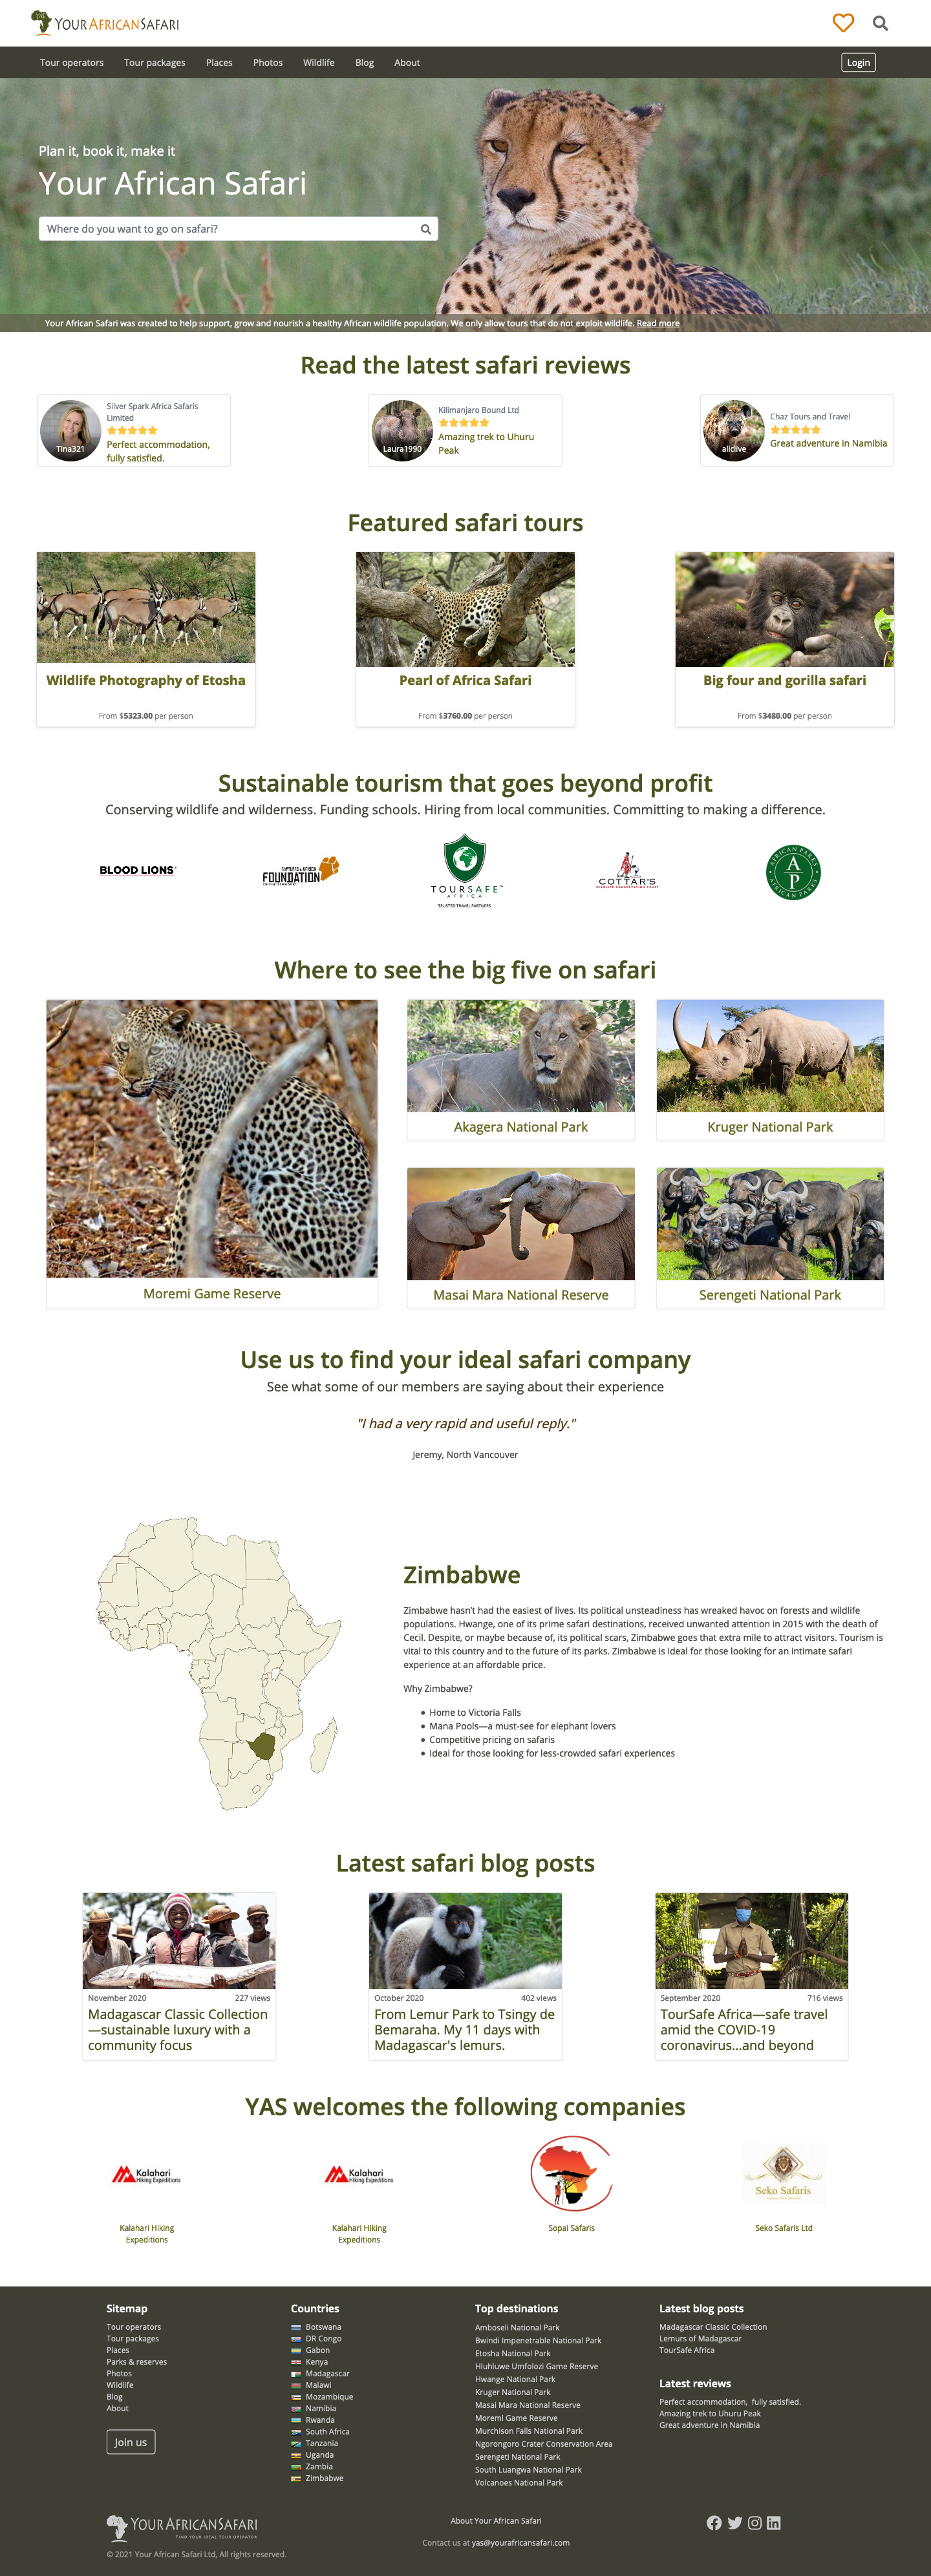 YOUR AFRICAN SAFARI
Tour operators
Tour packages
Places
Photos
Wildlife
Blog
About
Login
Plan it, book it, make it
Your African Safari
Where do you want to go on safari?
Your African Safari was created to help support, grow and nourish a healthy African wildlife population. We only allow tours that do not exploit wildlife. Read more
Read the latest safari reviews
Tina321
Silver Spark Africa Safaris
Limited
Perfect accommodation,
fully satisfied.
Laura1990
Kilimanjaro Bound Ltd
Amazing trek to Uhuru
Peak
aliclive
Chaz Tours and Travel
Great adventure in Namibia
Featured safari tours
Wildlife Photography of Etosha
From $5323.00 per person
Pearl of Africa Safari
From $3760.00 per person
Big four and gorilla safari
From $3480.00 per person
Sustainable tourism that goes beyond profit
Conserving wildlife and wilderness. Funding schools. Hiring from local communities. Committing to making a difference.
BLOOD LIONS
FOUNDATION
TOURSAFE
AFRICA
TRUSTED TRAVEL PARTNERS
COTTAR'S
WILDLIFE CONSERVATION TRUST
AFRICAN PARKS
AP
AFRICAN PARKS
Where to see the big five on safari
Moremi Game Reserve
Akagera National Park
Kruger National Park
Masai Mara National Reserve
Serengeti National Park
Use us to find your ideal safari company
See what some of our members are saying about their experience
"I had a very rapid and useful reply."
Jeremy, North Vancouver
Zimbabwe
Zimbabwe hasn't had the easiest of lives. Its political unsteadiness has wreaked havoc on forests and wildlife
populations. Hwange, one of its prime safari destinations, received unwanted attention in 2015 with the death of
Cecil. Despite, or maybe because of, its political scars, Zimbabwe goes that extra mile to attract visitors. Tourism is
vital to this country and to the future of its parks. Zimbabwe is ideal for those looking for an intimate safari
experience at an affordable price.
Why Zimbabwe?
• Home to Victoria Falls
• Mana Pools—a must-see for elephant lovers
• Competitive pricing on safaris
• Ideal for those looking for less-crowded safari experiences
Latest safari blog posts
November 2020 227 views
Madagascar Classic Collection
—sustainable luxury with a
community focus
October 2020 402 views
From Lemur Park to Tsingy de
Bemaraha. My 11 days with
Madagascar's lemurs.
September 2020 716 views
TourSafe Africa—safe travel
amid the COVID-19
coronavirus...and beyond
YAS welcomes the following companies
Kalahari
Hiking Expeditions
Kalahari Hiking
Expeditions
Kalahari
Hiking Expeditions
Kalahari Hiking
Expeditions
Sopai Safaris
Seko Safaris
Seko Safaris Ltd
Sitemap
Tour operators
Tour packages
Places
Parks & reserves
Photos
Wildlife
Blog
About
Join us
Countries
Botswana
DR Congo
Gabon
Kenya
Madagascar
Malawi
Mozambique
Namibia
Rwanda
South Africa
Tanzania
Uganda
Zambia
Zimbabwe
Top destinations
Amboseli National Park
Bwindi Impenetrable National Park
Etosha National Park
Hluhluwe Umfolozi Game Reserve
Hwange National Park
Kruger National Park
Masai Mara National Reserve
Moremi Game Reserve
Murchison Falls National Park
Ngorongoro Crater Conservation Area
Serengeti National Park
South Luangwa National Park
Volcanoes National Park
Latest blog posts
Madagascar Classic Collection
Lemurs of Madagascar
TourSafe Africa
Latest reviews
Perfect accommodation, fully satisfied.
Amazing trek to Uhuru Peak
Great adventure in Namibia
YOUR AFRICAN SAFARI
FIND YOUR IDEAL TOUR OPERATOR
© 2021 Your African Safari Ltd, All rights reserved.
About Your African Safari
Contact us at yas@yourafricansafari.com